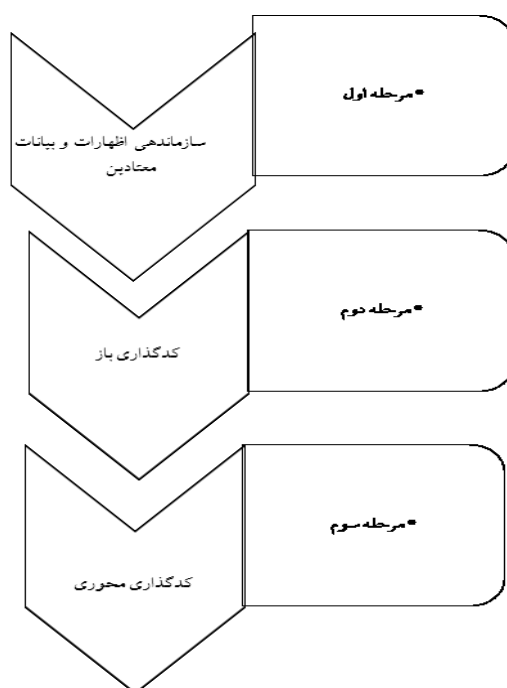 •مرحله اول
سازماندهی اظهارات و بیانات
معتادین
•مرحله دوم
کدگذاری باز
•مرحله سوم
کدگذاری محوری